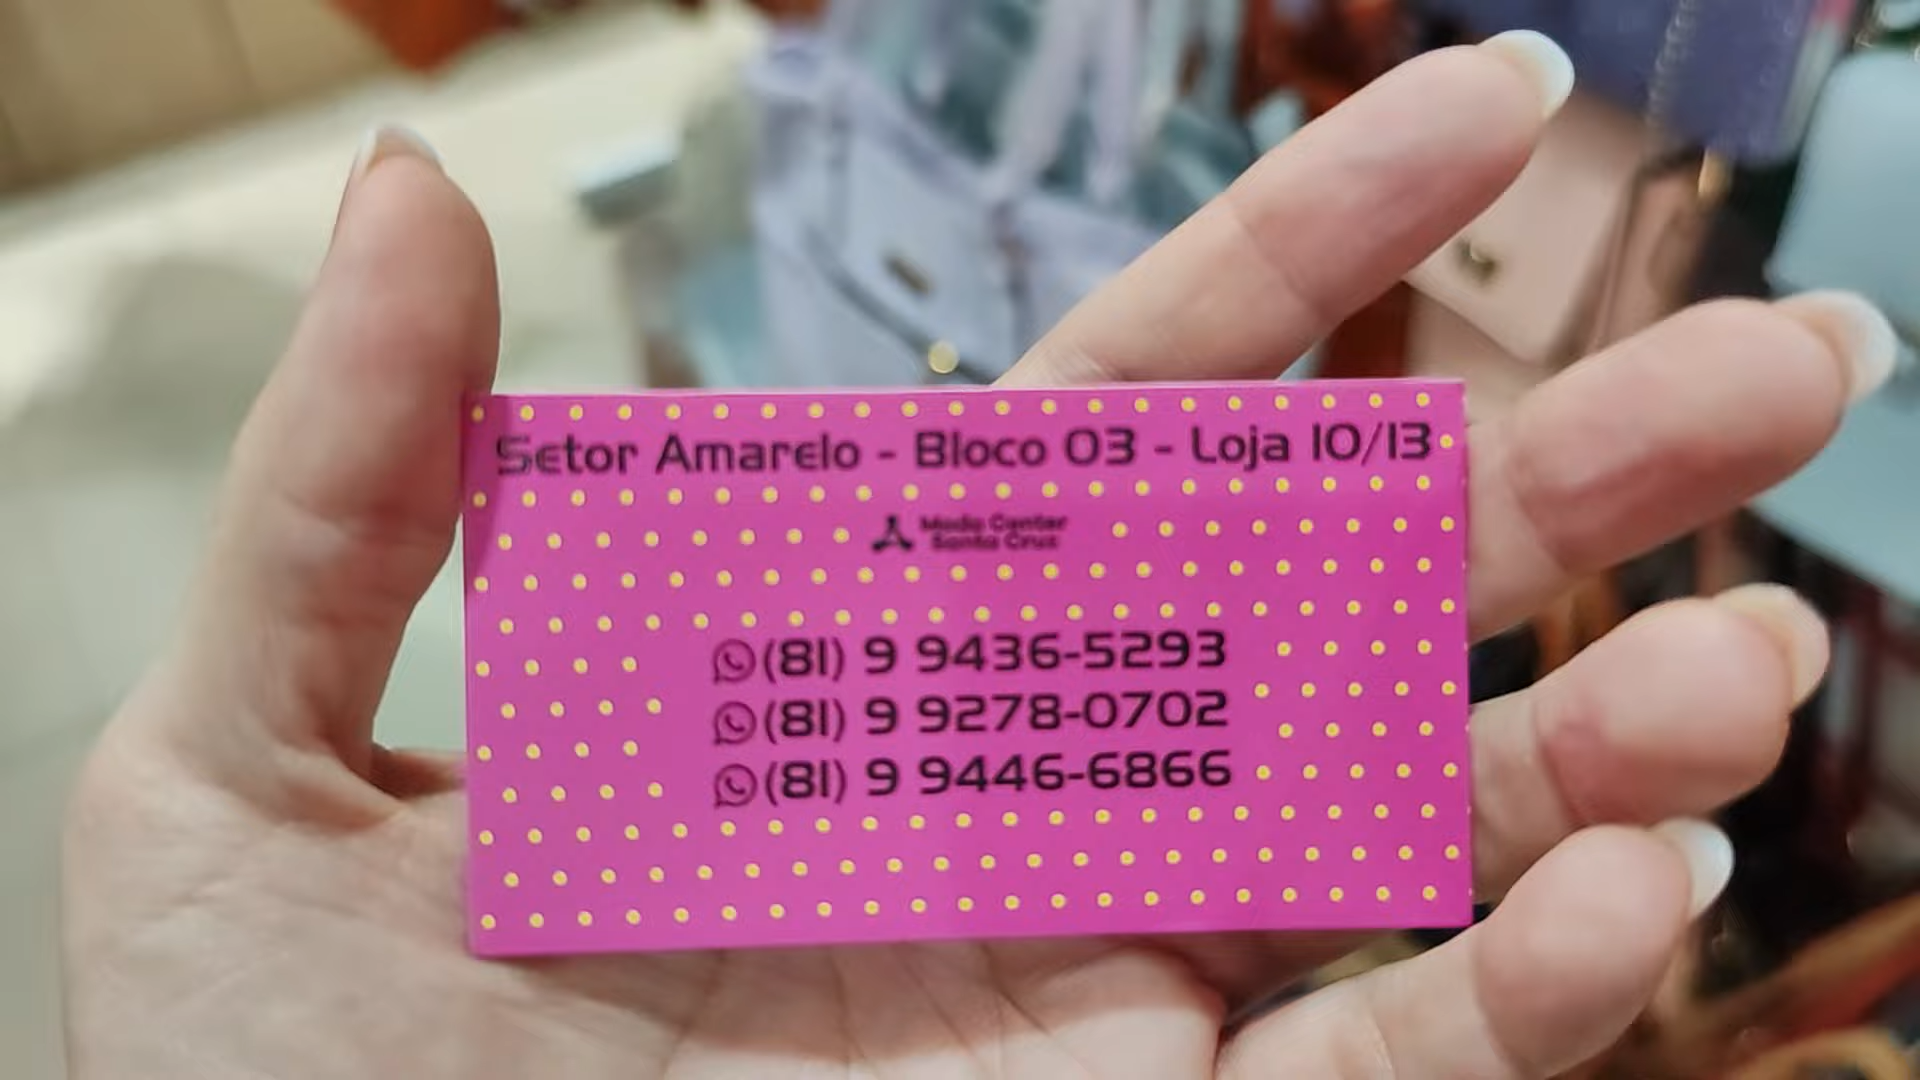 Setor Amarelo - Bloco 03 - Loja 10/13
Moda Center
Santa Cruz
(81) 9 9436-5293
(81) 9 9278-0702
(81) 9 9446-6866